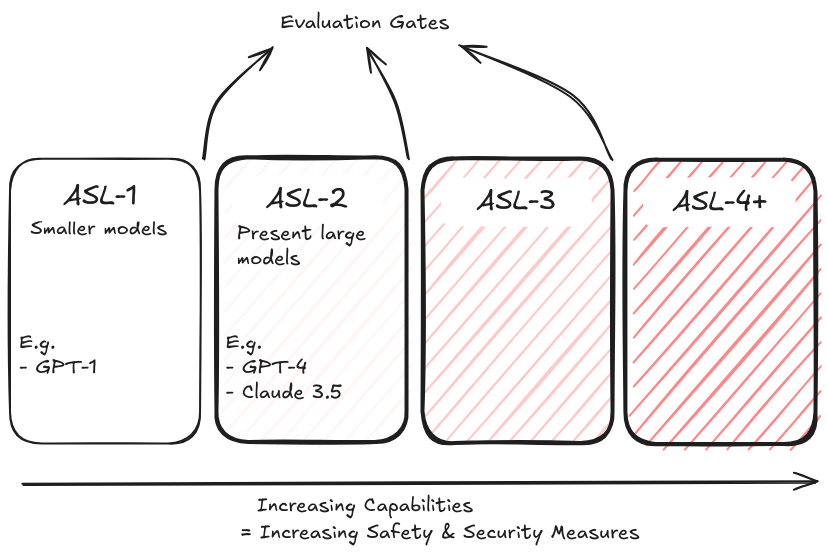 Evaluation Gates
ASL-1
Smaller models
E.g.
- GPT-1
ASL-2
Present large
models
E.g.
- GPT-4
- Claude 3.5
ASL-3
ASL-4+
Increasing Capabilities
= Increasing Safety & Security Measures